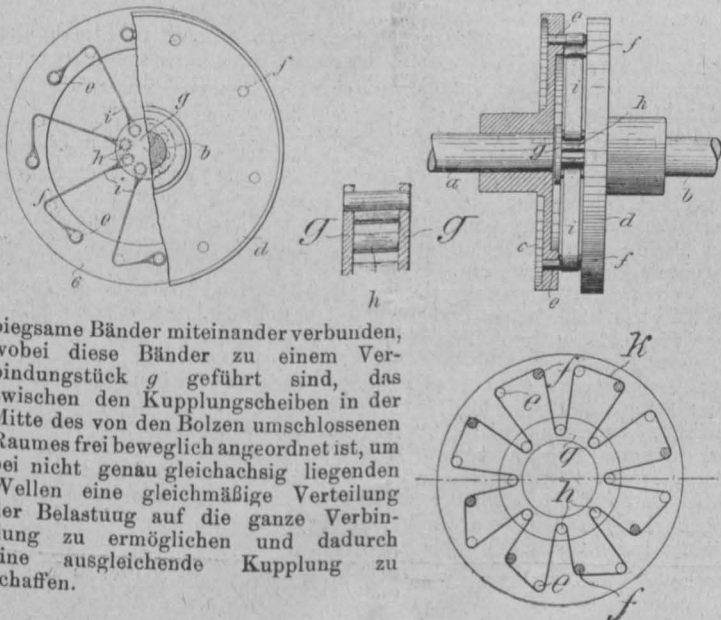 e
f
i
g
h
b
i
f
e
d
e
e
f
i
h
g
a
b
i
d
c
f
e
g
g
h
biegsame Bänder miteinander verbunden,
wobei diese Bänder zu einem Ver-
bindungstück g geführt sind, das
zwischen den Kupplungscheiben in der
Mitte des von den Bolzen umschlossenen
Raumes frei beweglich angeordnet ist, um
bei nicht genau gleichachsig liegenden
Wellen eine gleichmäßige Verteilung
der Belastuug auf die ganze Verbin-
dung zu ermöglichen und dadurch
eine ausgleichende Kupplung zu
schaffen.
k
f
e
g
h
e
f